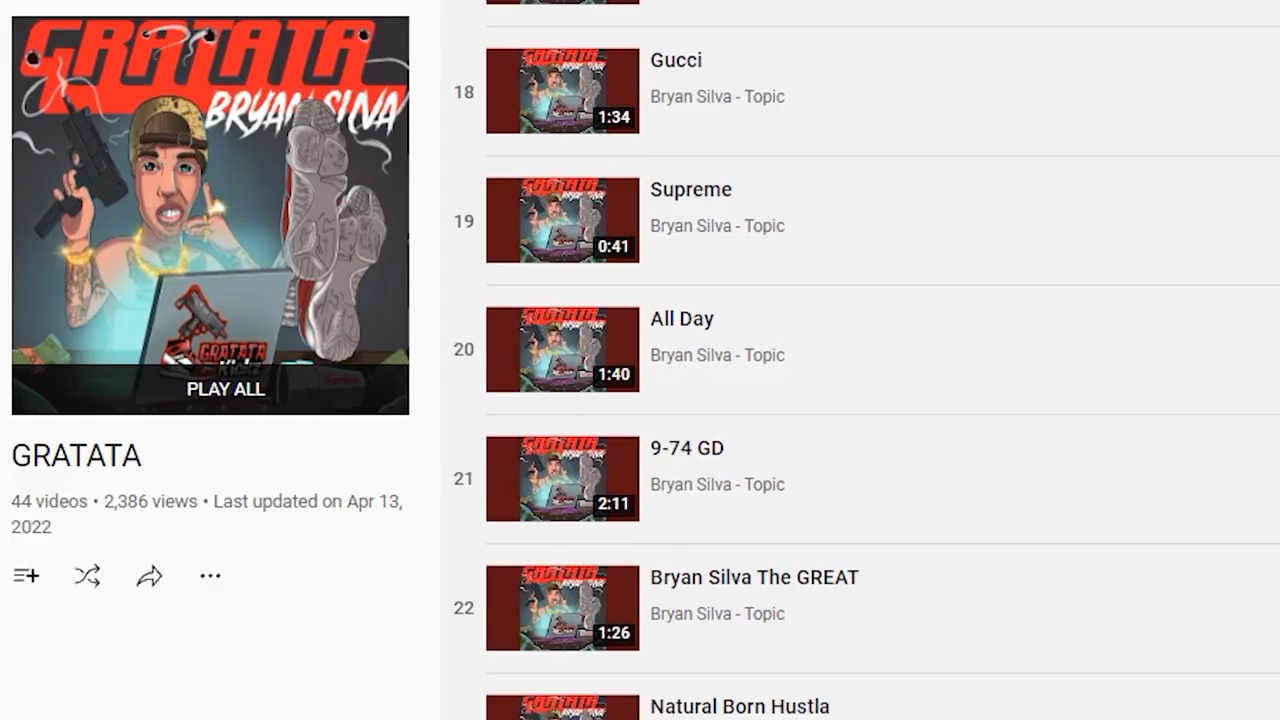 GRATATA
BRYAN SILVA
GRATATA
Kickz
PLAY ALL
GRATATA
44 videos • 2,386 views • Last updated on Apr 13,
2022
18
1:34
Gucci
Bryan Silva - Topic
19
0:41
Supreme
Bryan Silva - Topic
20
1:40
All Day
Bryan Silva - Topic
21
2:11
9-74 GD
Bryan Silva - Topic
22
1:26
Bryan Silva The GREAT
Bryan Silva - Topic
Natural Born Hustla